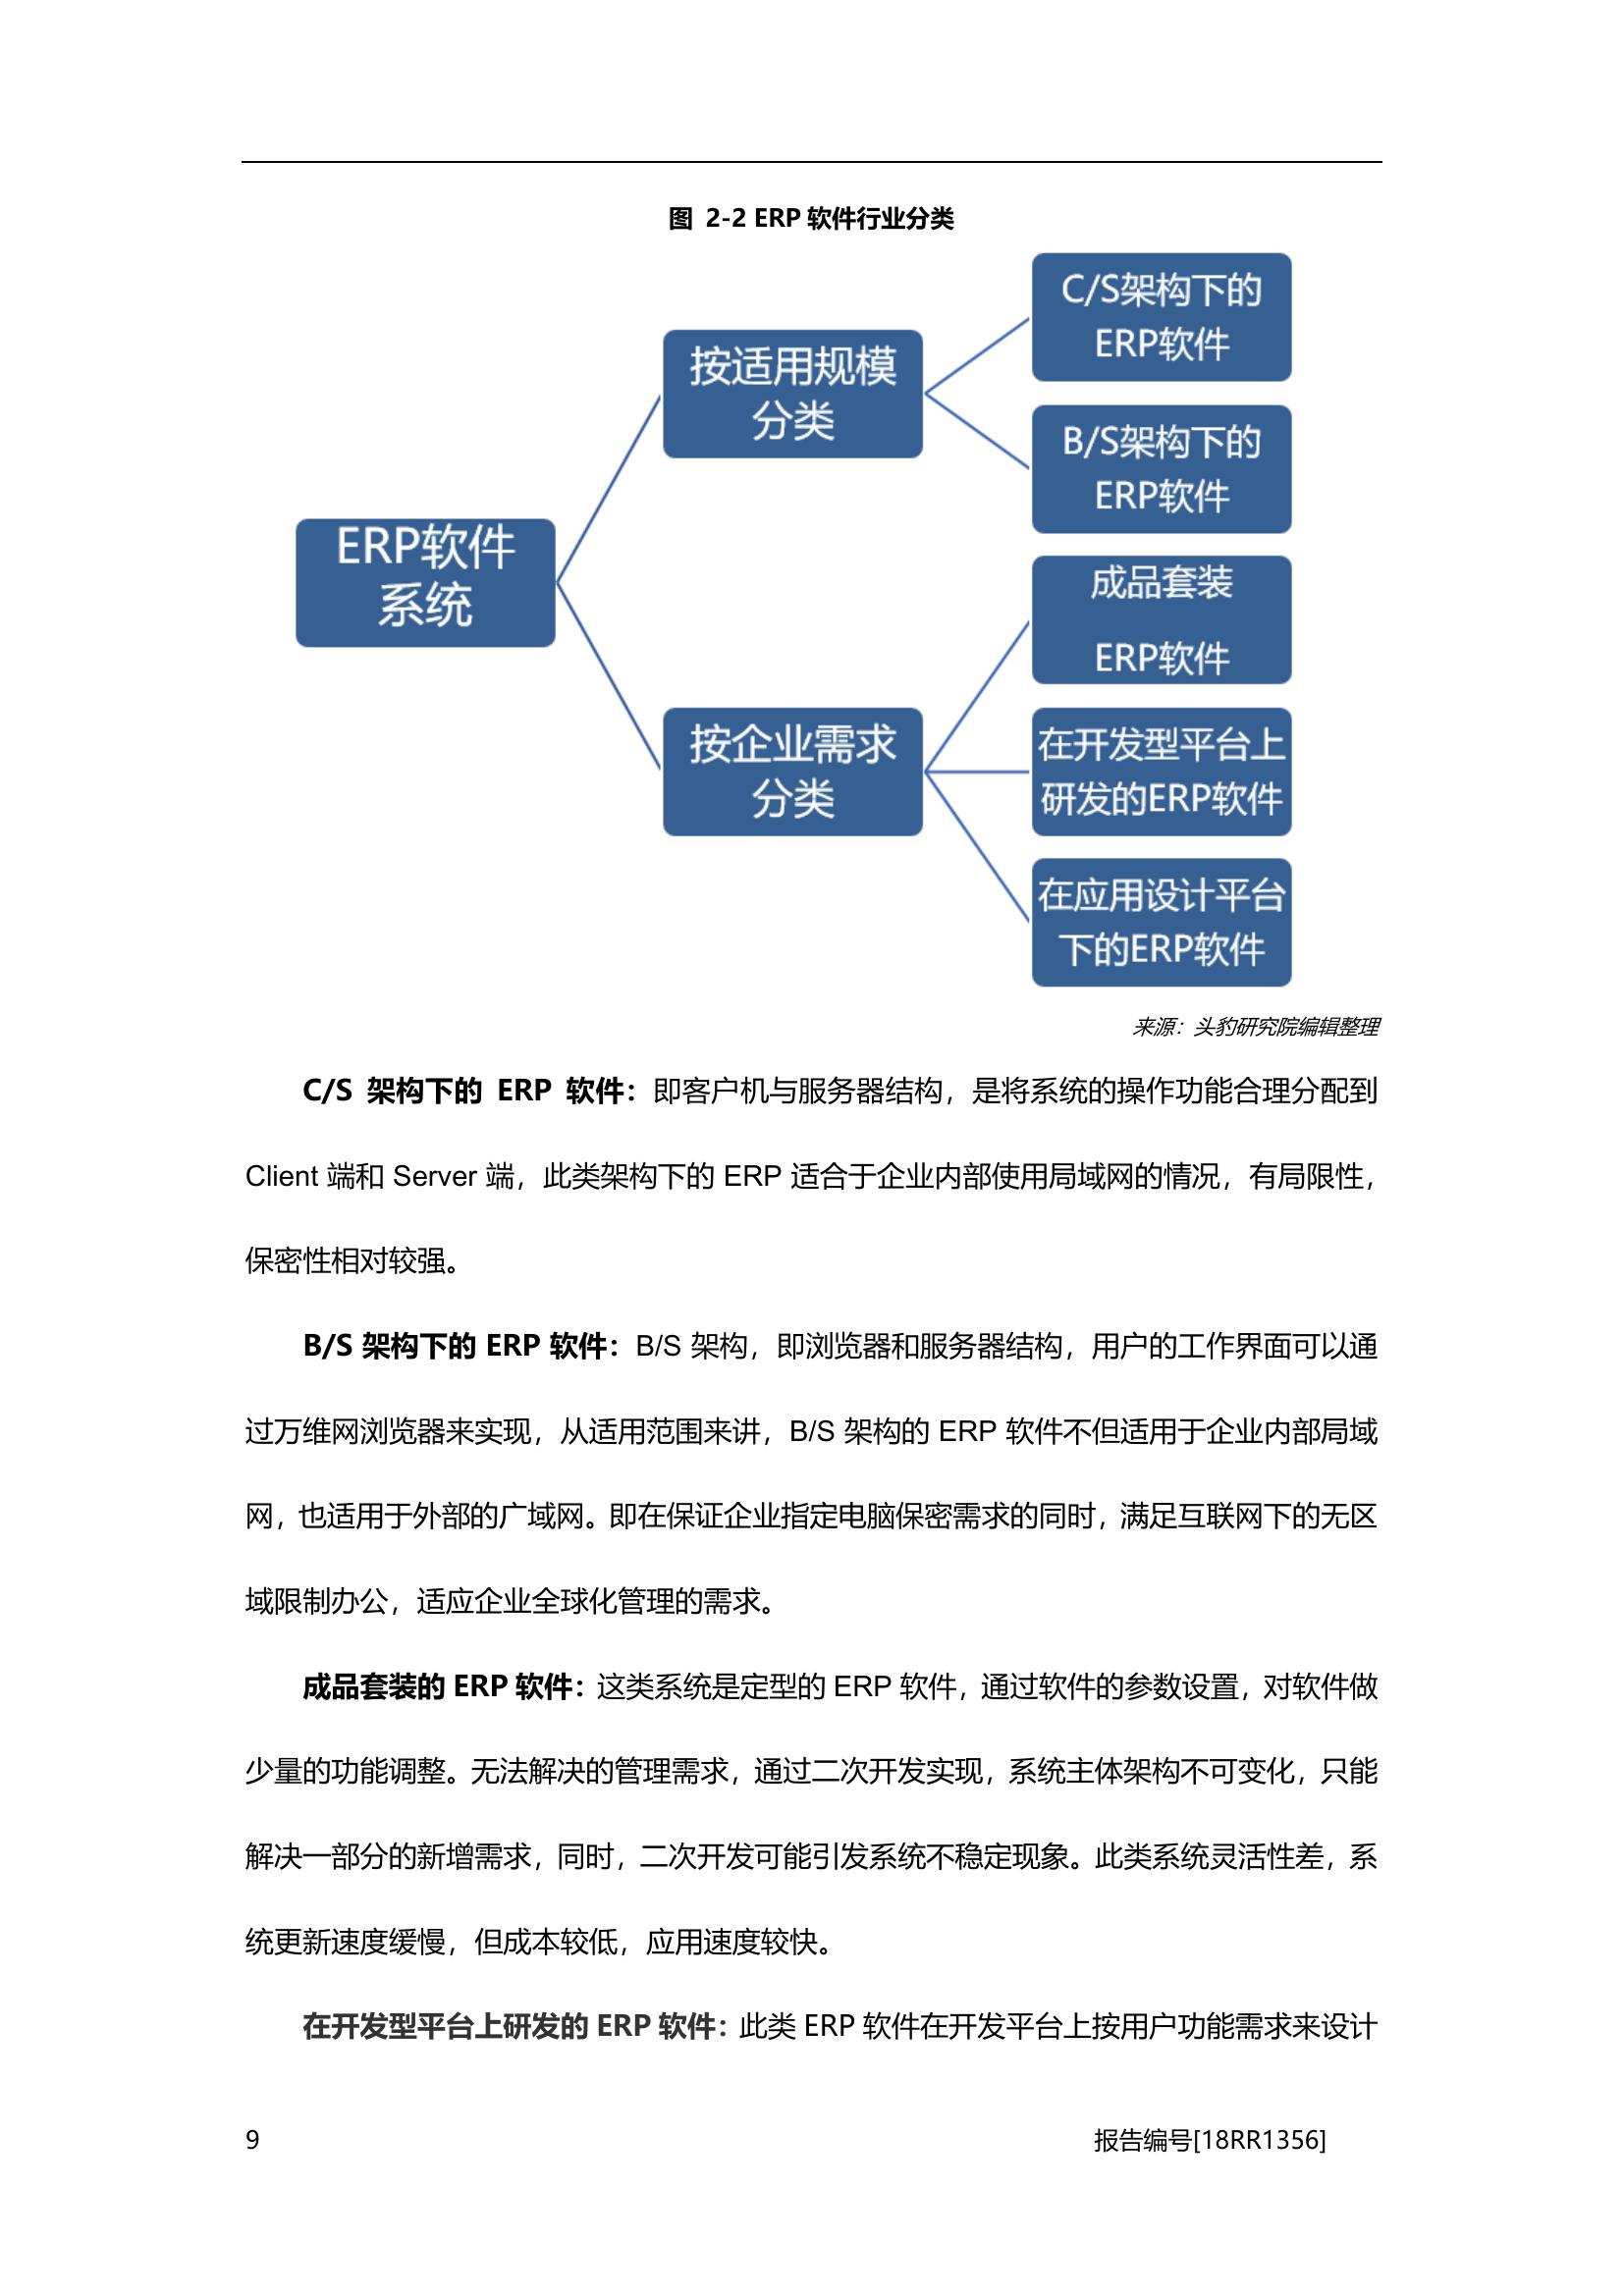 图 2-2 ERP 软件行业分类
ERP软件
系统
按适用规模
分类
C/S架构下的
ERP软件
B/S架构下的
ERP软件
按企业需求
分类
成品套装
ERP软件
在开发型平台上
研发的ERP软件
在应用设计平台
下的ERP软件
来源：头豹研究院编辑整理
C/S 架构下的 ERP 软件：即客户机与服务器结构，是将系统的操作功能合理分配到
Client 端和 Server 端，此类架构下的 ERP 适合于企业内部使用局域网的情况，有局限性，
保密性相对较强。
B/S 架构下的 ERP 软件：B/S 架构，即浏览器和服务器结构，用户的工作界面可以通
过万维网浏览器来实现，从适用范围来讲，B/S 架构的 ERP 软件不但适用于企业内部局域
网，也适用于外部的广域网。即在保证企业指定电脑保密需求的同时，满足互联网下的无区
域限制办公，适应企业全球化管理的需求。
成品套装的 ERP 软件：这类系统是定型的 ERP 软件，通过软件的参数设置，对软件做
少量的功能调整。无法解决的管理需求，通过二次开发实现，系统主体架构不可变化，只能
解决一部分的新增需求，同时，二次开发可能引发系统不稳定现象。此类系统灵活性差，系
统更新速度缓慢，但成本较低，应用速度较快。
在开发型平台上研发的 ERP 软件：此类 ERP 软件在开发平台上按用户功能需求来设计
9
报告编号[18RR1356]